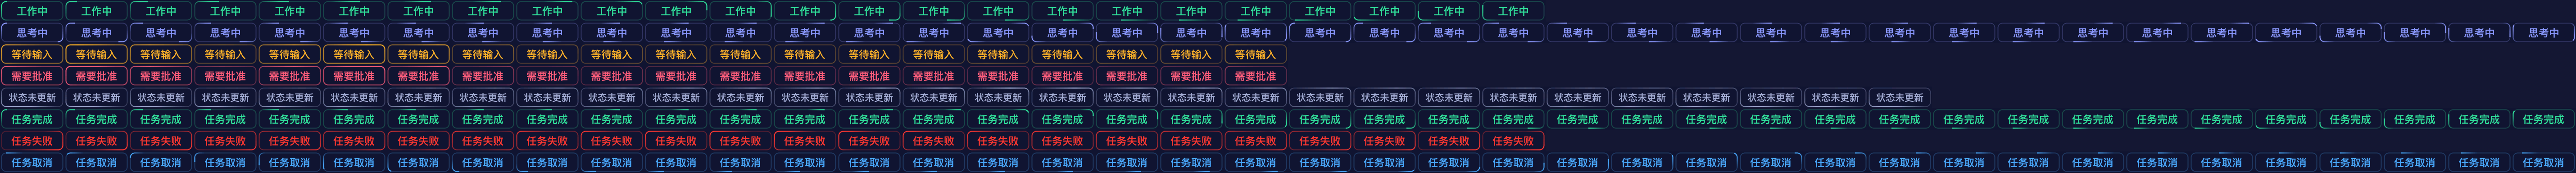 工作中 工作中 工作中 工作中 工作中 工作中 工作中 工作中 工作中 工作中 工作中 工作中 工作中 工作中 工作中 工作中 工作中 工作中 工作中 工作中 工作中 工作中 工作中 工作中
思考中 思考中 思考中 思考中 思考中 思考中 思考中 思考中 思考中 思考中 思考中 思考中 思考中 思考中 思考中 思考中 思考中 思考中 思考中 思考中 思考中 思考中 思考中 思考中 思考中 思考中 思考中 思考中 思考中 思考中 思考中 思考中 思考中 思考中 思考中 思考中 思考中 思考中 思考中 思考中
等待输入 等待输入 等待输入 等待输入 等待输入 等待输入 等待输入 等待输入 等待输入 等待输入 等待输入 等待输入 等待输入 等待输入 等待输入 等待输入 等待输入 等待输入 等待输入 等待输入
需要批准 需要批准 需要批准 需要批准 需要批准 需要批准 需要批准 需要批准 需要批准 需要批准 需要批准 需要批准 需要批准 需要批准 需要批准 需要批准 需要批准 需要批准 需要批准 需要批准
状态未更新 状态未更新 状态未更新 状态未更新 状态未更新 状态未更新 状态未更新 状态未更新 状态未更新 状态未更新 状态未更新 状态未更新 状态未更新 状态未更新 状态未更新 状态未更新 状态未更新 状态未更新 状态未更新 状态未更新 状态未更新 状态未更新 状态未更新 状态未更新 状态未更新 状态未更新 状态未更新 状态未更新 状态未更新 状态未更新
任务完成 任务完成 任务完成 任务完成 任务完成 任务完成 任务完成 任务完成 任务完成 任务完成 任务完成 任务完成 任务完成 任务完成 任务完成 任务完成 任务完成 任务完成 任务完成 任务完成 任务完成 任务完成 任务完成 任务完成 任务完成 任务完成 任务完成 任务完成 任务完成 任务完成 任务完成 任务完成 任务完成 任务完成 任务完成 任务完成 任务完成 任务完成 任务完成 任务完成
任务失败 任务失败 任务失败 任务失败 任务失败 任务失败 任务失败 任务失败 任务失败 任务失败 任务失败 任务失败 任务失败 任务失败 任务失败 任务失败 任务失败 任务失败 任务失败 任务失败 任务失败 任务失败 任务失败 任务失败
任务取消 任务取消 任务取消 任务取消 任务取消 任务取消 任务取消 任务取消 任务取消 任务取消 任务取消 任务取消 任务取消 任务取消 任务取消 任务取消 任务取消 任务取消 任务取消 任务取消 任务取消 任务取消 任务取消 任务取消 任务取消 任务取消 任务取消 任务取消 任务取消 任务取消 任务取消 任务取消 任务取消 任务取消 任务取消 任务取消 任务取消 任务取消 任务取消 任务取消